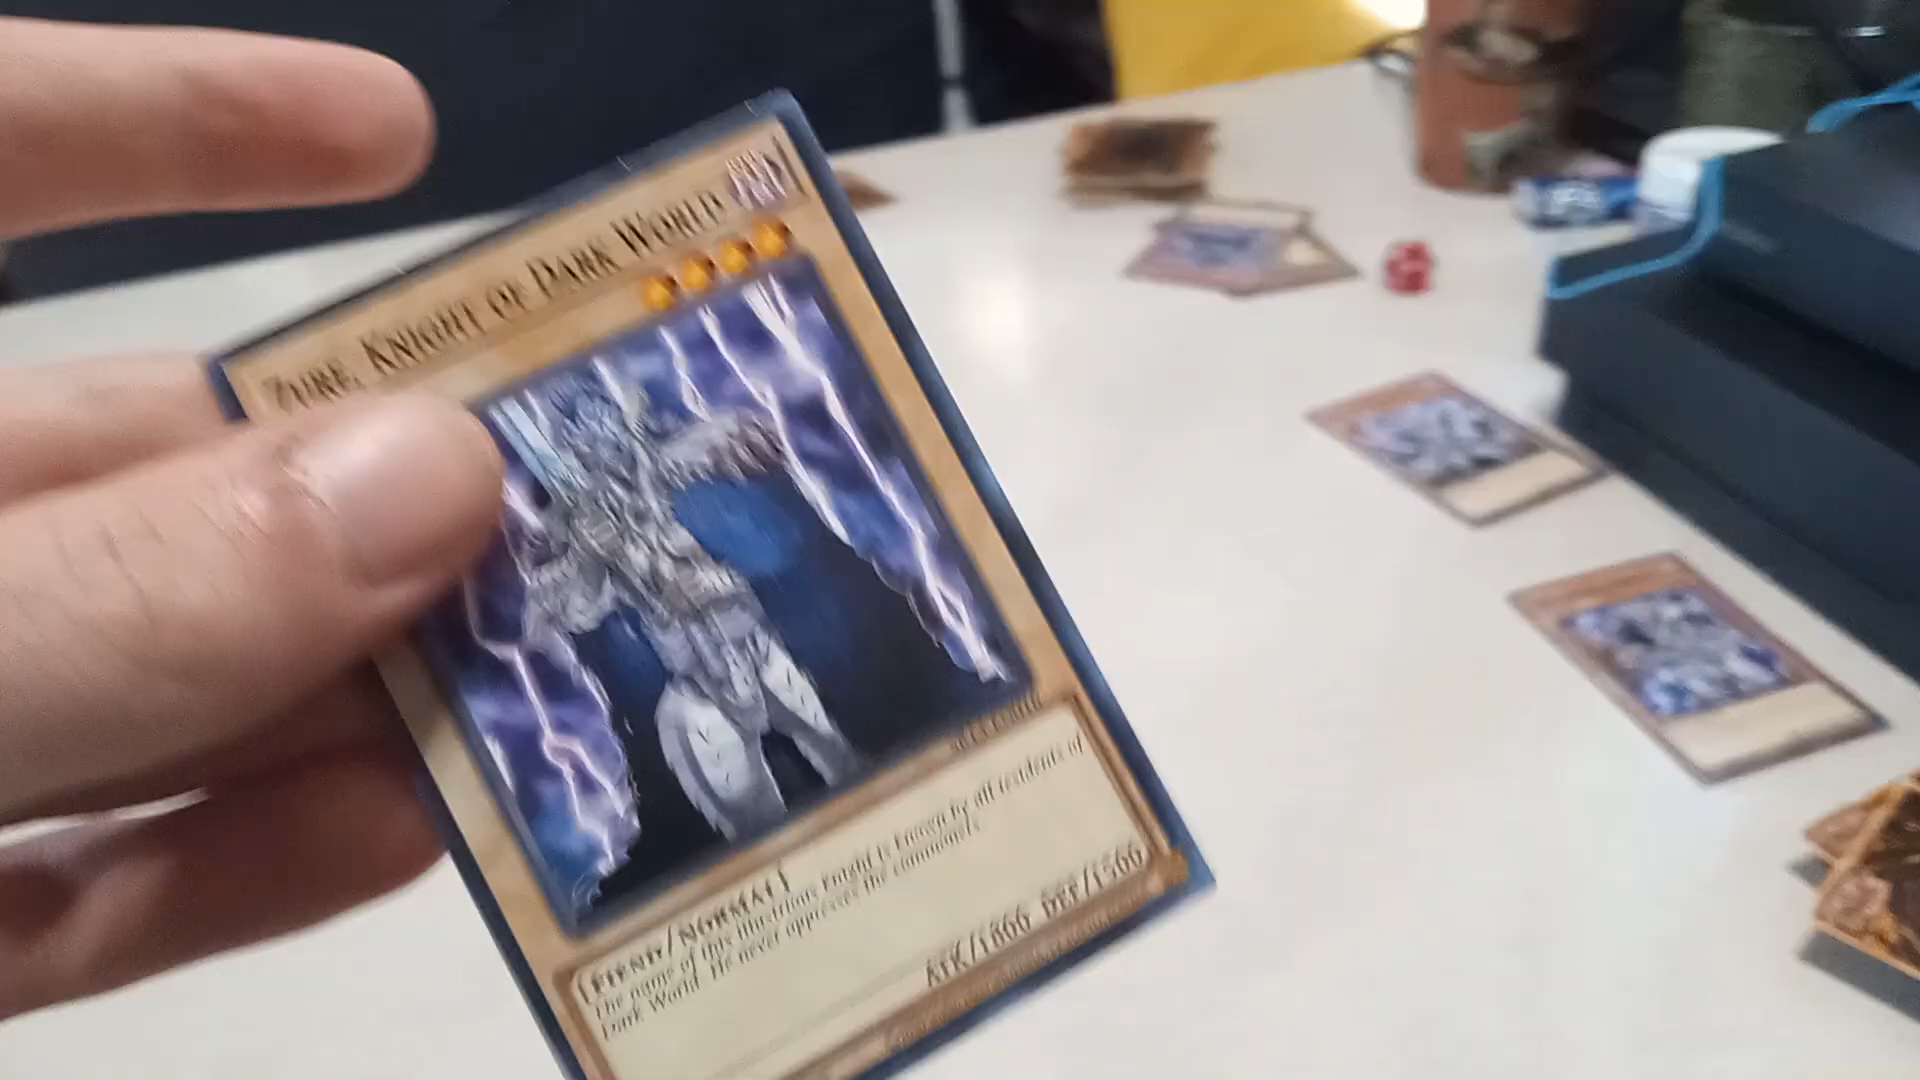 ZURE, KNIGHT OF DARK WORLD
[FIEND/NORMAL]
The name of this illustrious Knight is known by all residents of
Dark World. He never oppresses the commoners.
ATK/1800 DEF/1500